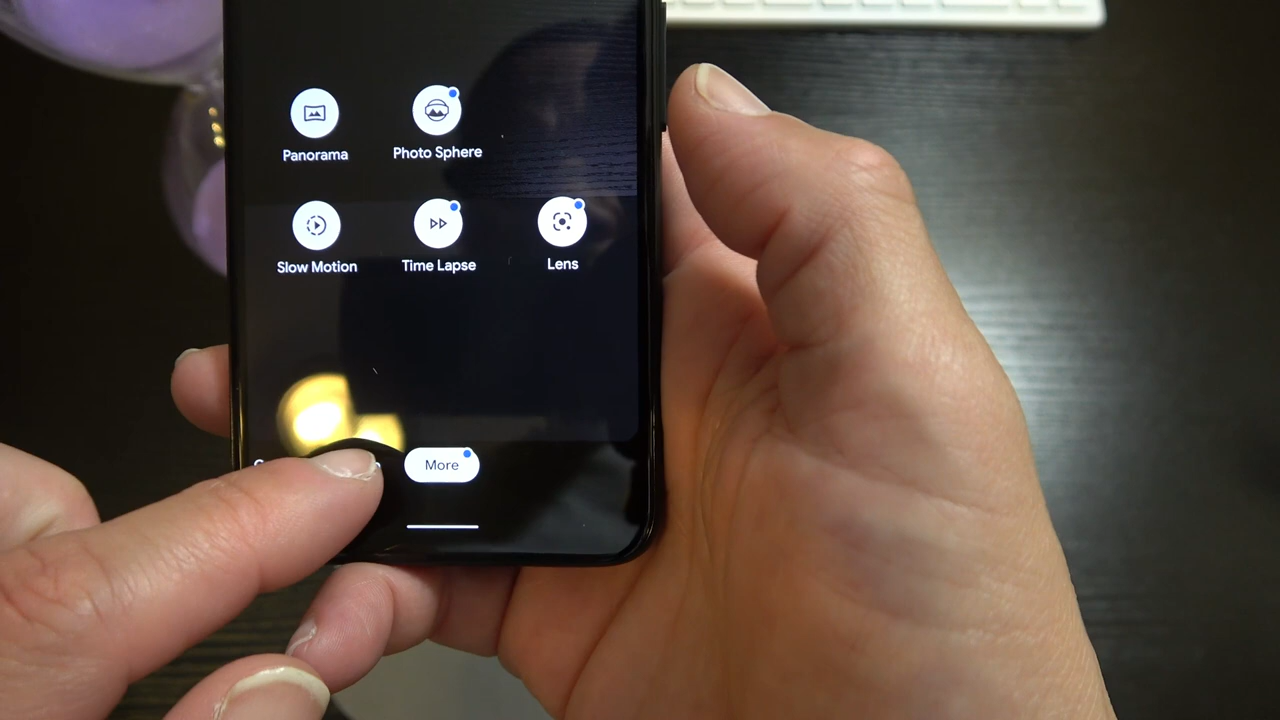 Panorama
Photo Sphere
Slow Motion
Time Lapse
Lens
More